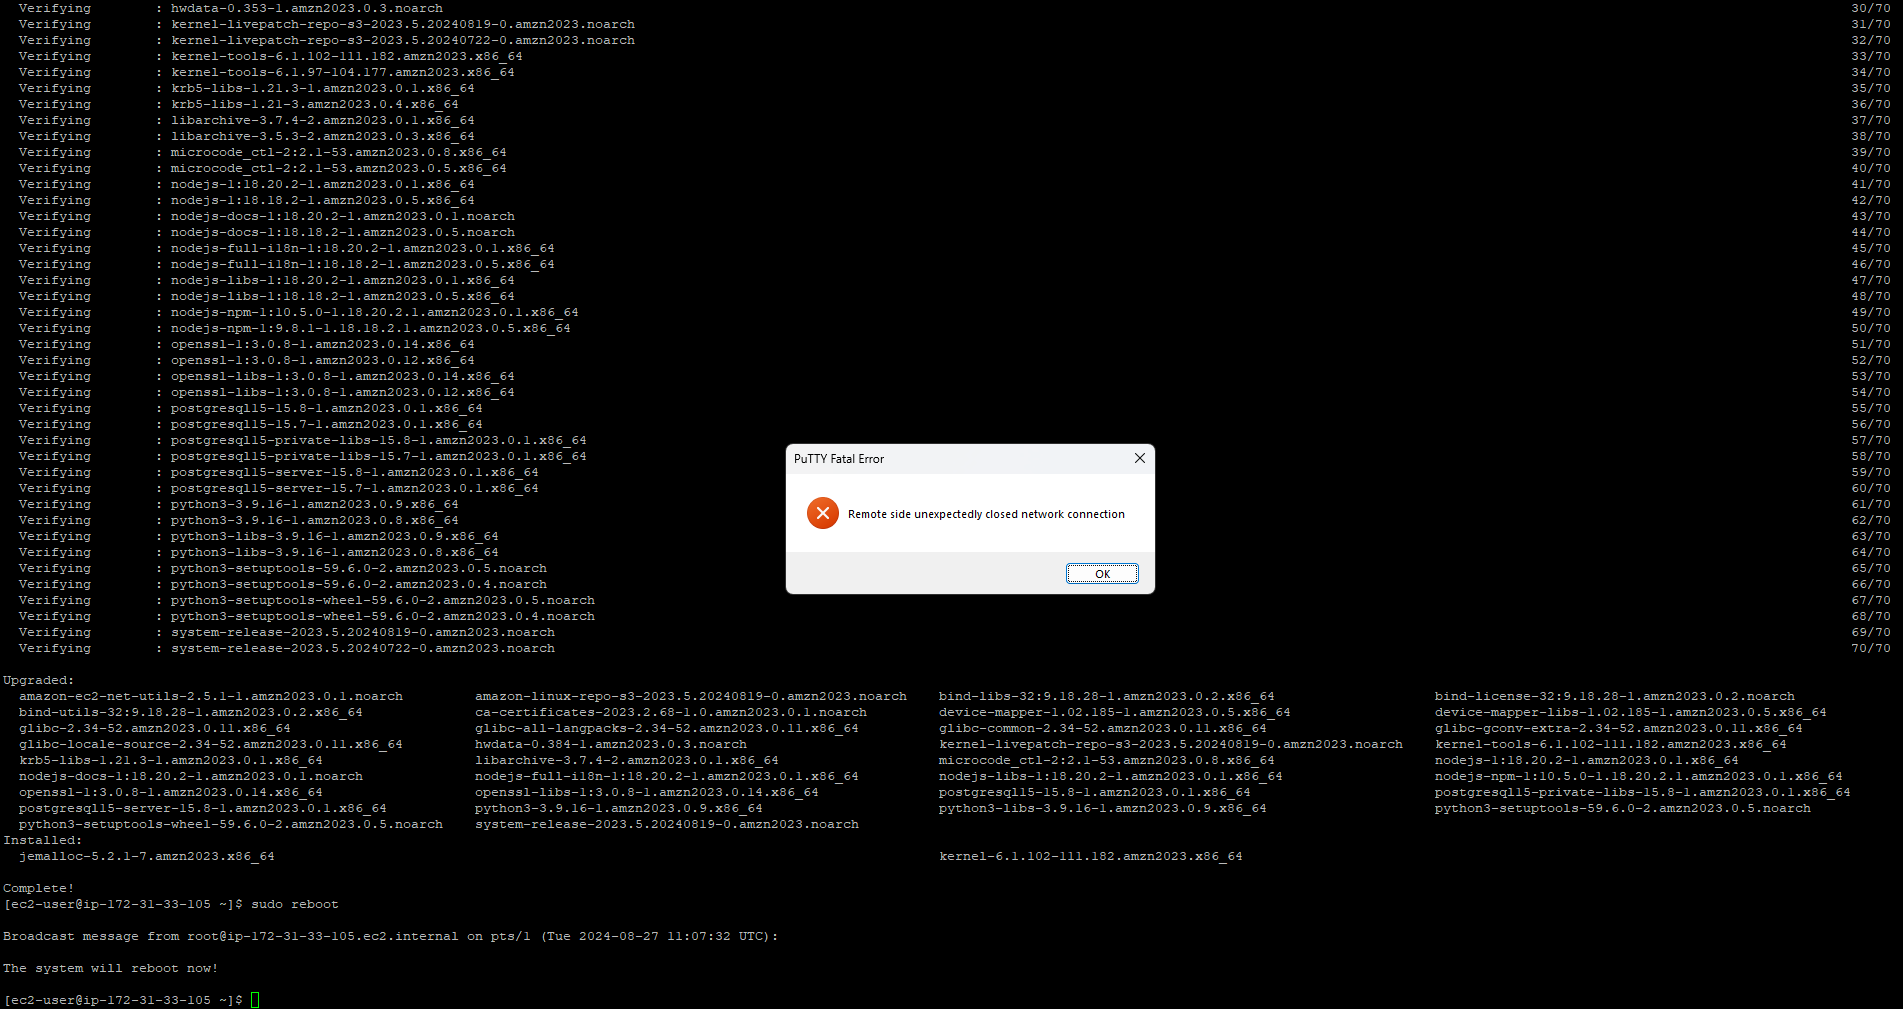 Verifying : hwdata-0.353-1.amzn2023.0.3.noarch 30/70
Verifying : kernel-livepatch-repo-s3-2023.5.20240819-0.amzn2023.noarch 31/70
Verifying : kernel-livepatch-repo-s3-2023.5.20240722-0.amzn2023.noarch 32/70
Verifying : kernel-tools-6.1.102-111.182.amzn2023.x86_64 33/70
Verifying : kernel-tools-6.1.97-104.177.amzn2023.x86_64 34/70
Verifying : krb5-libs-1.21.3-1.amzn2023.0.1.x86_64 35/70
Verifying : krb5-libs-1.21-3.amzn2023.0.4.x86_64 36/70
Verifying : libarchive-3.7.4-2.amzn2023.0.1.x86_64 37/70
Verifying : libarchive-3.5.3-2.amzn2023.0.3.x86_64 38/70
Verifying : microcode_ctl-2:2.1-53.amzn2023.0.8.x86_64 39/70
Verifying : microcode_ctl-2:2.1-53.amzn2023.0.5.x86_64 40/70
Verifying : nodejs-1:18.20.2-1.amzn2023.0.1.x86_64 41/70
Verifying : nodejs-1:18.18.2-1.amzn2023.0.5.x86_64 42/70
Verifying : nodejs-docs-1:18.20.2-1.amzn2023.0.1.noarch 43/70
Verifying : nodejs-docs-1:18.18.2-1.amzn2023.0.5.noarch 44/70
Verifying : nodejs-full-i18n-1:18.20.2-1.amzn2023.0.1.x86_64 45/70
Verifying : nodejs-full-i18n-1:18.18.2-1.amzn2023.0.5.x86_64 46/70
Verifying : nodejs-libs-1:18.20.2-1.amzn2023.0.1.x86_64 47/70
Verifying : nodejs-libs-1:18.18.2-1.amzn2023.0.5.x86_64 48/70
Verifying : nodejs-npm-1:10.5.0-1.18.20.2.1.amzn2023.0.1.x86_64 49/70
Verifying : nodejs-npm-1:9.8.1-1.18.18.2.1.amzn2023.0.5.x86_64 50/70
Verifying : openssl-1:3.0.8-1.amzn2023.0.14.x86_64 51/70
Verifying : openssl-1:3.0.8-1.amzn2023.0.12.x86_64 52/70
Verifying : openssl-libs-1:3.0.8-1.amzn2023.0.14.x86_64 53/70
Verifying : openssl-libs-1:3.0.8-1.amzn2023.0.12.x86_64 54/70
Verifying : postgresql15-15.8-1.amzn2023.0.1.x86_64 55/70
Verifying : postgresql15-15.7-1.amzn2023.0.1.x86_64 56/70
Verifying : postgresql15-private-libs-15.8-1.amzn2023.0.1.x86_64 57/70
Verifying : postgresql15-private-libs-15.7-1.amzn2023.0.1.x86_64 58/70
Verifying : postgresql15-server-15.8-1.amzn2023.0.1.x86_64 59/70
Verifying : postgresql15-server-15.7-1.amzn2023.0.1.x86_64 60/70
Verifying : python3-3.9.16-1.amzn2023.0.9.x86_64 61/70
Verifying : python3-3.9.16-1.amzn2023.0.8.x86_64 62/70
Verifying : python3-libs-3.9.16-1.amzn2023.0.9.x86_64 63/70
Verifying : python3-libs-3.9.16-1.amzn2023.0.8.x86_64 64/70
Verifying : python3-setuptools-59.6.0-2.amzn2023.0.5.noarch 65/70
Verifying : python3-setuptools-59.6.0-2.amzn2023.0.4.noarch 66/70
Verifying : python3-setuptools-wheel-59.6.0-2.amzn2023.0.5.noarch 67/70
Verifying : python3-setuptools-wheel-59.6.0-2.amzn2023.0.4.noarch 68/70
Verifying : system-release-2023.5.20240819-0.amzn2023.noarch 69/70
Verifying : system-release-2023.5.20240722-0.amzn2023.noarch 70/70
PuTTY Fatal Error
Remote side unexpectedly closed network connection
OK
Upgraded:
amazon-ec2-net-utils-2.5.1-1.amzn2023.0.1.noarch amazon-linux-repo-s3-2023.5.20240819-0.amzn2023.noarch bind-libs-32:9.18.28-1.amzn2023.0.2.x86_64 bind-license-32:9.18.28-1.amzn2023.0.2.noarch
bind-utils-32:9.18.28-1.amzn2023.0.2.x86_64 ca-certificates-2023.2.68-1.0.amzn2023.0.1.noarch device-mapper-1.02.185-1.amzn2023.0.5.x86_64 device-mapper-libs-1.02.185-1.amzn2023.0.5.x86_64
glibc-2.34-52.amzn2023.0.11.x86_64 glibc-all-langpacks-2.34-52.amzn2023.0.11.x86_64 glibc-common-2.34-52.amzn2023.0.11.x86_64 glibc-gconv-extra-2.34-52.amzn2023.0.11.x86_64
glibc-locale-source-2.34-52.amzn2023.0.11.x86_64 hwdata-0.384-1.amzn2023.0.3.noarch kernel-livepatch-repo-s3-2023.5.20240819-0.amzn2023.noarch kernel-tools-6.1.102-111.182.amzn2023.x86_64
krb5-libs-1.21.3-1.amzn2023.0.1.x86_64 libarchive-3.7.4-2.amzn2023.0.1.x86_64 microcode_ctl-2:2.1-53.amzn2023.0.8.x86_64 nodejs-1:18.20.2-1.amzn2023.0.1.x86_64
nodejs-docs-1:18.20.2-1.amzn2023.0.1.noarch nodejs-full-i18n-1:18.20.2-1.amzn2023.0.1.x86_64 nodejs-libs-1:18.20.2-1.amzn2023.0.1.x86_64 nodejs-npm-1:10.5.0-1.18.20.2.1.amzn2023.0.1.x86_64
openssl-1:3.0.8-1.amzn2023.0.14.x86_64 openssl-libs-1:3.0.8-1.amzn2023.0.14.x86_64 postgresql15-15.8-1.amzn2023.0.1.x86_64 postgresql15-private-libs-15.8-1.amzn2023.0.1.x86_64
postgresql15-server-15.8-1.amzn2023.0.1.x86_64 python3-3.9.16-1.amzn2023.0.9.x86_64 python3-libs-3.9.16-1.amzn2023.0.9.x86_64 python3-setuptools-59.6.0-2.amzn2023.0.5.noarch
python3-setuptools-wheel-59.6.0-2.amzn2023.0.5.noarch system-release-2023.5.20240819-0.amzn2023.noarch
Installed:
jemalloc-5.2.1-7.amzn2023.x86_64 kernel-6.1.102-111.182.amzn2023.x86_64
Complete!
[ec2-user@ip-172-31-33-105 ~]$ sudo reboot
Broadcast message from root@ip-172-31-33-105.ec2.internal on pts/1 (Tue 2024-08-27 11:07:32 UTC):
The system will reboot now!
[ec2-user@ip-172-31-33-105 ~]$